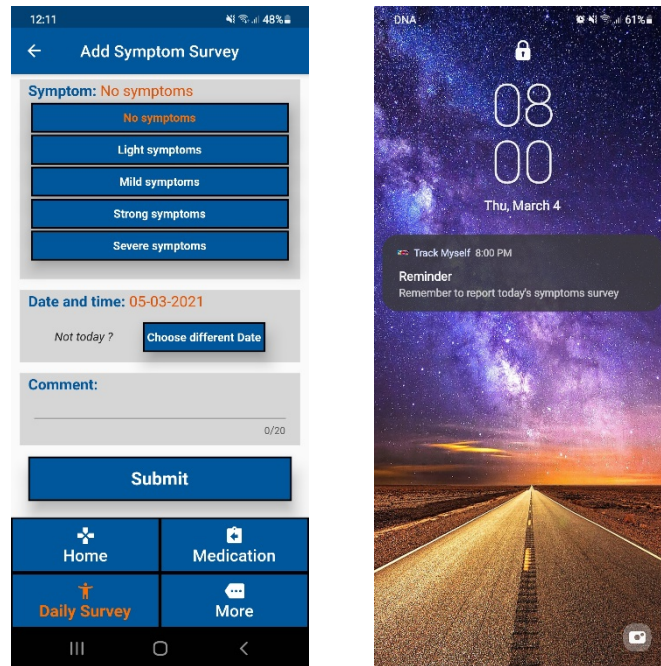 12:11
48%
Add Symptom Survey
Symptom: No symptoms
No symptoms
Light symptoms
Mild symptoms
Strong symptoms
Severe symptoms
Date and time: 05-03-2021
Not today ?
Choose different Date
Comment:
0/20
Submit
Home
Medication
Daily Survey
More
DNA
61%
08
00
Thu, March 4
Track Myself 8:00 PM
Reminder
Remember to report today's symptoms survey